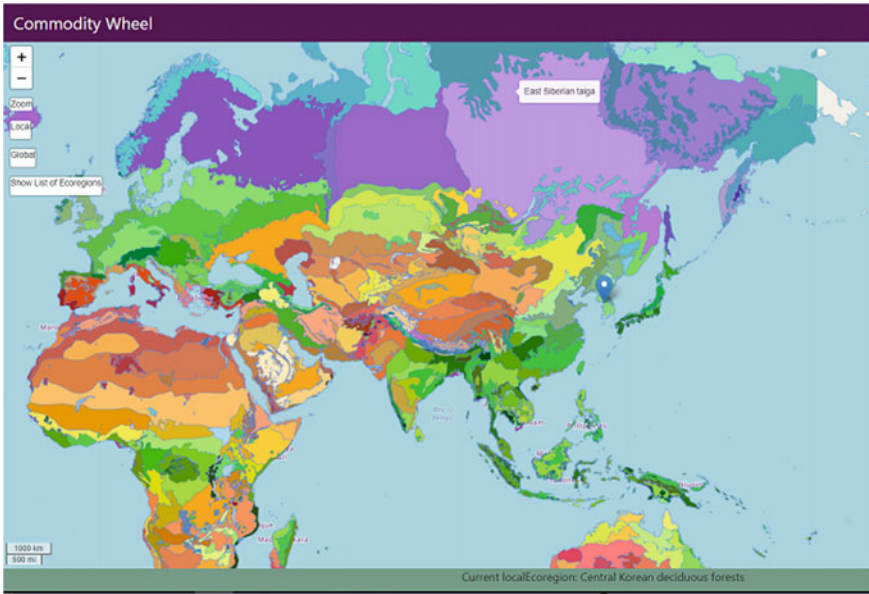 Commodity Wheel
+
−
Zoom
Local
Global
Show List of Ecoregions
East Siberian taiga
1000 km
500 mi
Current localEcoregion: Central Korean deciduous forests